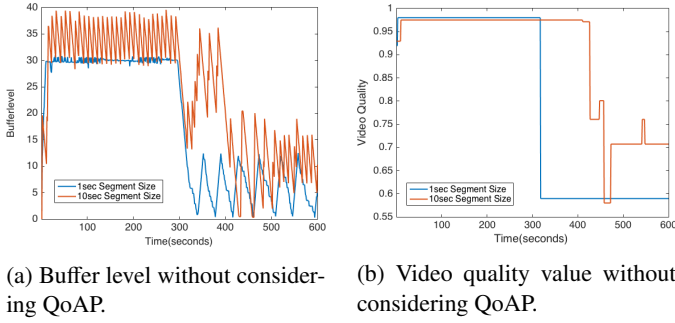 40
35
30
25
20
15
10
5
0
Bufferlevel
1sec Segment Size
10sec Segment Size
100 200 300 400 500 600
Time(seconds)
(a) Buffer level without consider-
ing QoAP.
1
0.95
0.9
0.85
0.8
0.75
0.7
0.65
0.6
0.55
Video Quality
1sec Segment Size
10sec Segment Size
100 200 300 400 500 600
Time(seconds)
(b) Video quality value without
considering QoAP.